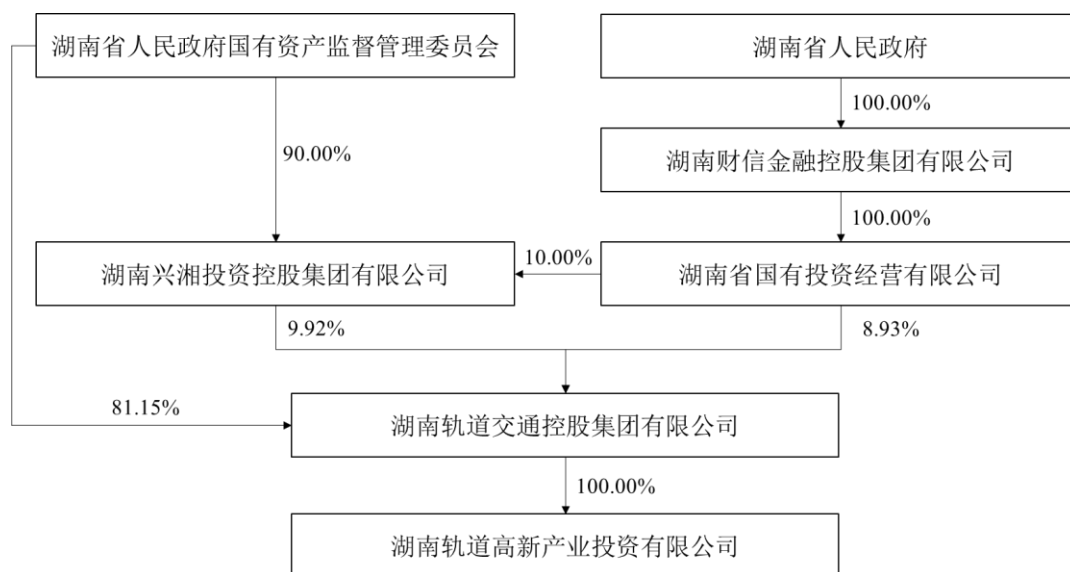 湖南省人民政府国有资产监督管理委员会
湖南省人民政府
100.00%
90.00%
湖南财信金融控股集团有限公司
100.00%
湖南兴湘投资控股集团有限公司
10.00%
湖南省国有投资经营有限公司
9.92%
8.93%
81.15%
湖南轨道交通控股集团有限公司
100.00%
湖南轨道高新产业投资有限公司